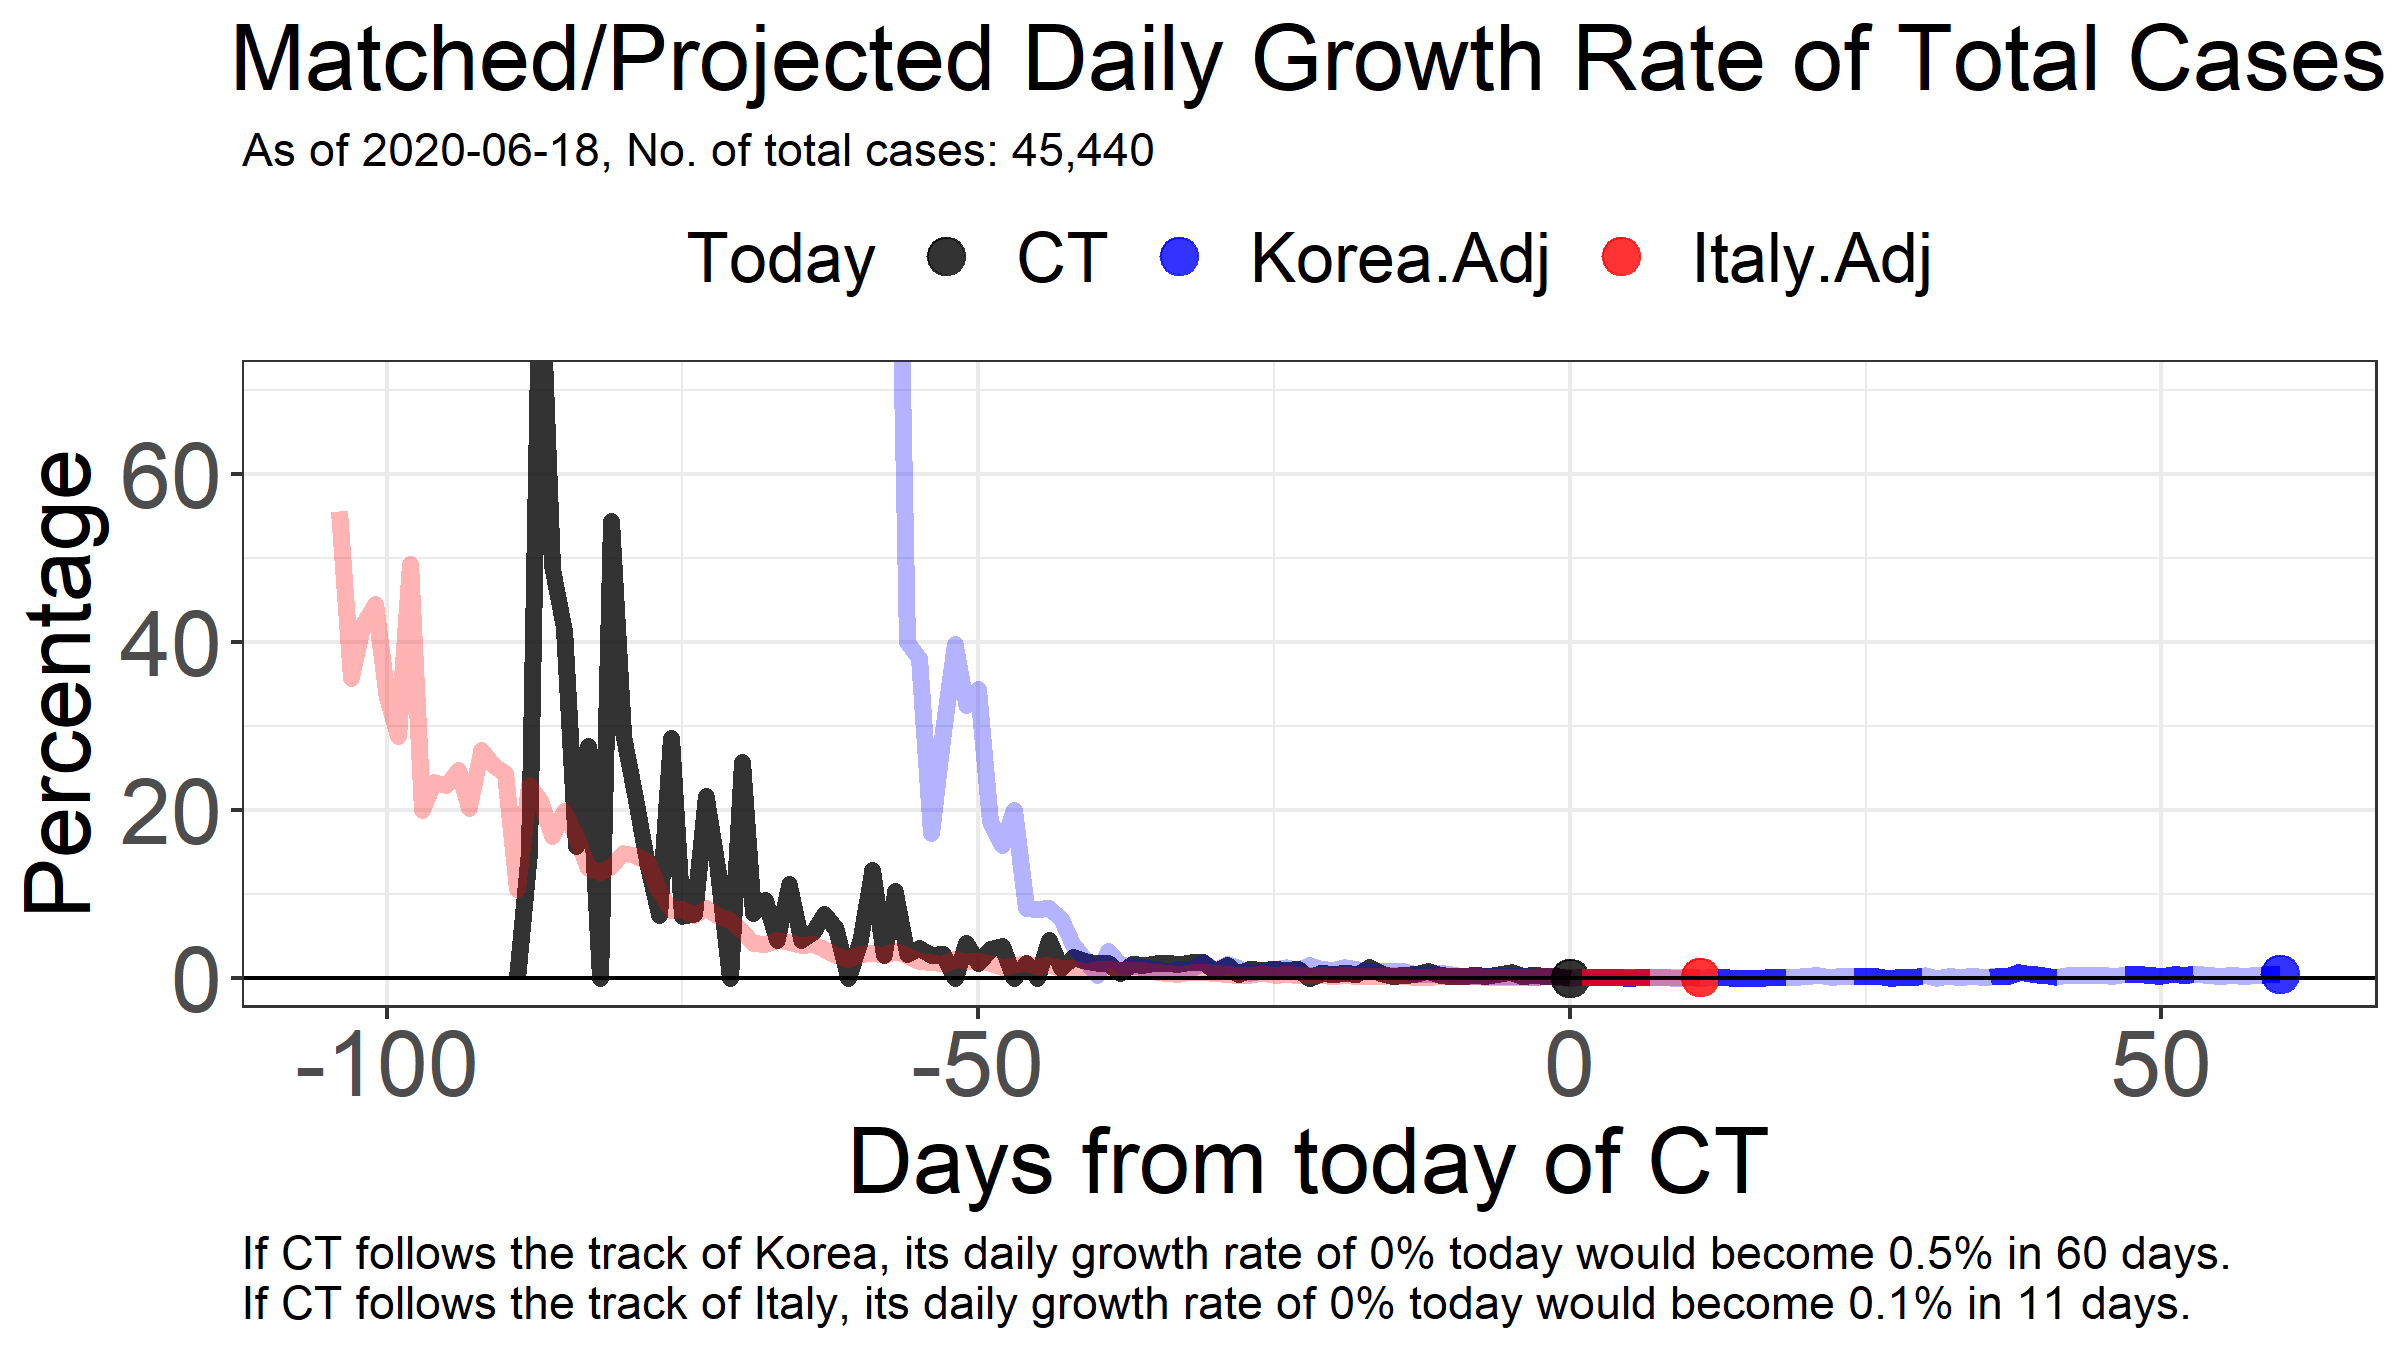 Matched/Projected Daily Growth Rate of Total Cases
As of 2020-06-18, No. of total cases: 45,440
Today CT Korea.Adj Italy.Adj
Percentage
60
40
20
0
-100 -50 0 50
Days from today of CT
If CT follows the track of Korea, its daily growth rate of 0% today would become 0.5% in 60 days.
If CT follows the track of Italy, its daily growth rate of 0% today would become 0.1% in 11 days.